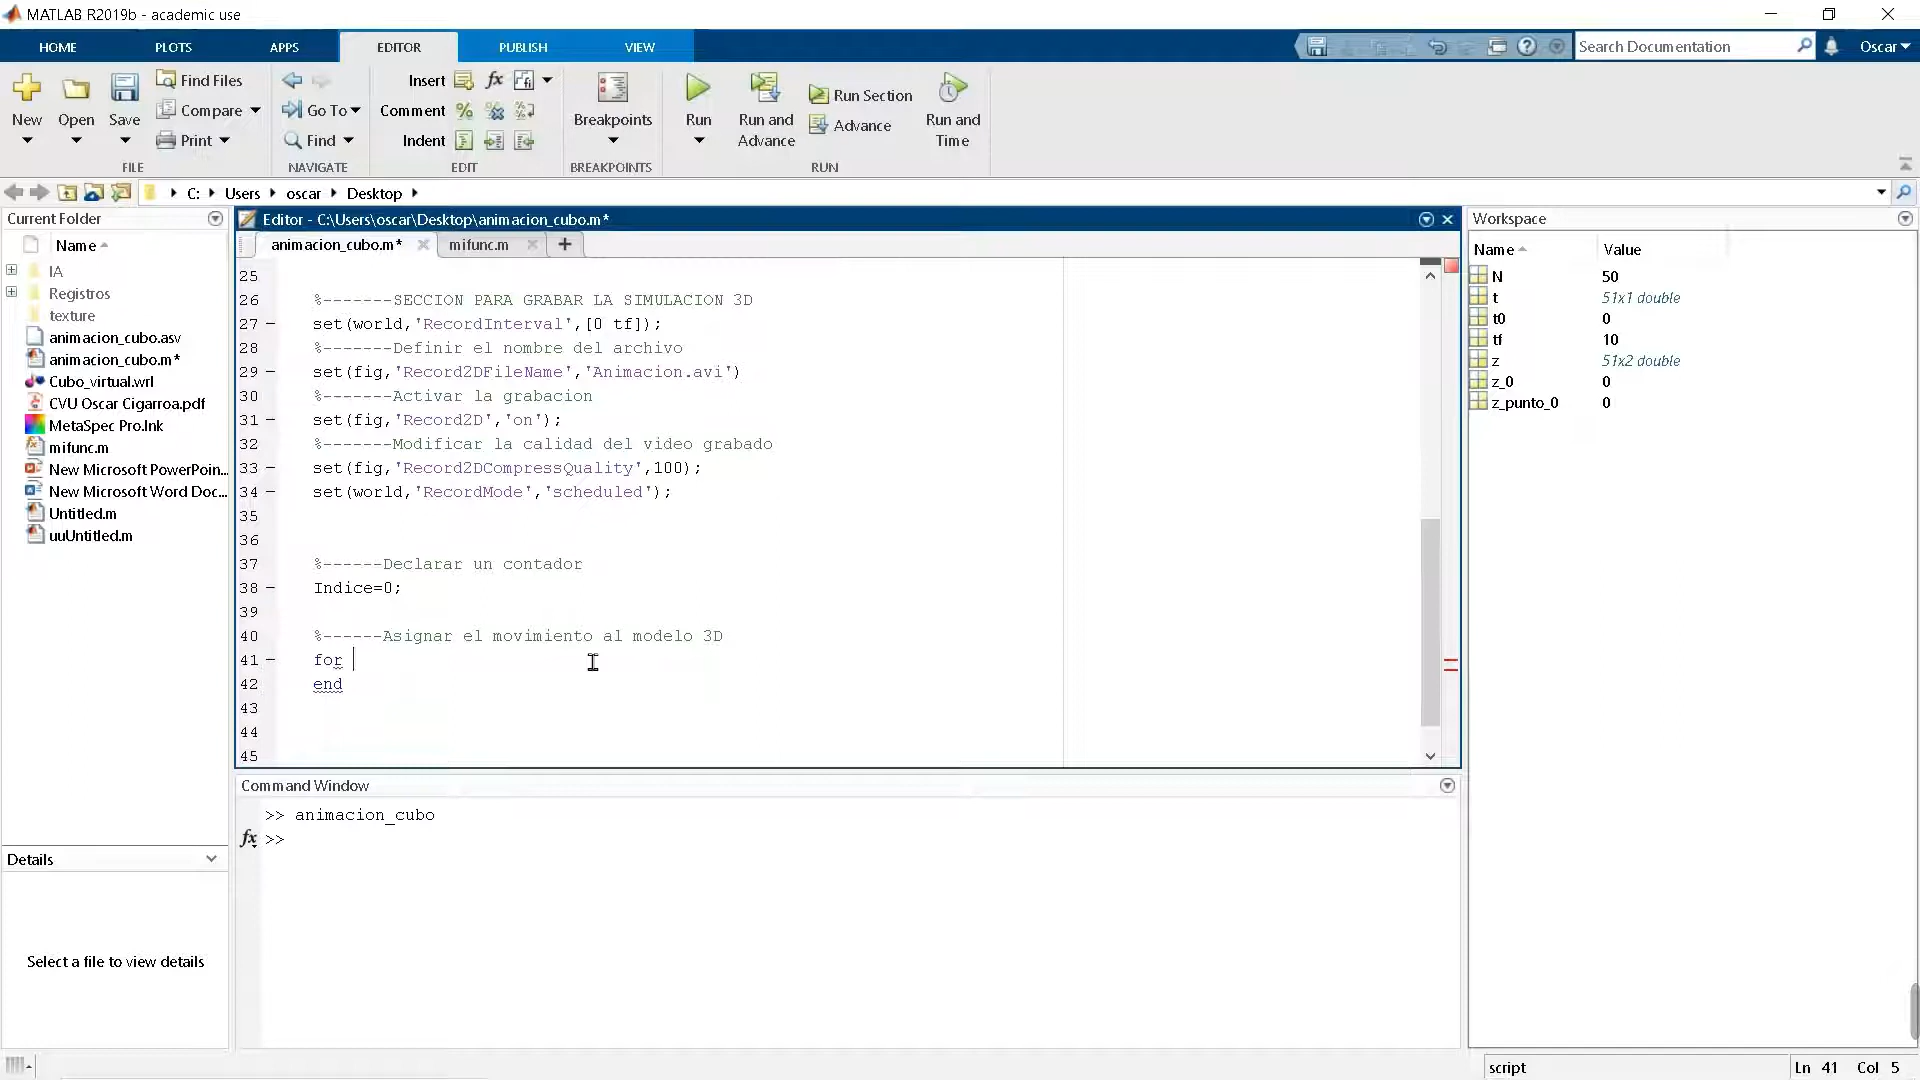 MATLAB R2019b - academic use
HOME PLOTS APPS EDITOR PUBLISH VIEW
Search Documentation
Oscar
New
Open
Save
Find Files
Compare
Print
FILE
Go To
Find
NAVIGATE
Insert fx
Comment %
Indent
EDIT
Breakpoints
BREAKPOINTS
Run
Run and Advance
Run Section
Advance
Run and Time
RUN
C: Users oscar Desktop
Current Folder
Name
IA
Registros
texture
animacion_cubo.asv
animacion_cubo.m*
Cubo_virtual.wrl
CVU Oscar Cigarroa.pdf
MetaSpec Pro.lnk
mifunc.m
New Microsoft PowerPoin...
New Microsoft Word Doc...
Untitled.m
uuUntitled.m
Details
Select a file to view details
Editor - C:\Users\oscar\Desktop\animacion_cubo.m*
animacion_cubo.m* mifunc.m
25
26 %-------SECCION PARA GRABAR LA SIMULACION 3D
27 – set(world,'RecordInterval',[0 tf]);
28 %-------Definir el nombre del archivo
29 – set(fig,'Record2DFileName','Animacion.avi')
30 %-------Activar la grabacion
31 – set(fig,'Record2D','on');
32 %-------Modificar la calidad del video grabado
33 – set(fig,'Record2DCompressQuality',100);
34 – set(world,'RecordMode','scheduled');
35
36
37 %------Declarar un contador
38 – Indice=0;
39
40 %------Asignar el movimiento al modelo 3D
41 – for
42 end
43
44
45
Command Window
>> animacion_cubo
fx >>
Workspace
Name Value
N 50
t 51x1 double
t0 0
tf 10
z 51x2 double
z_0 0
z_punto_0 0
script Ln 41 Col 5